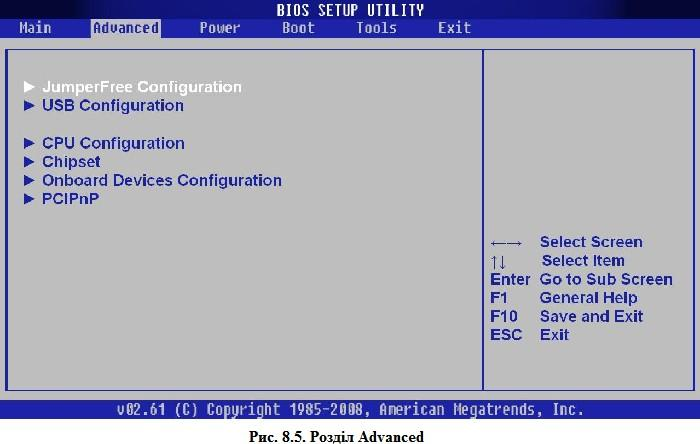 BIOS SETUP UTILITY
Main Advanced Power Boot Tools Exit
► JumperFree Configuration
► USB Configuration
► CPU Configuration
► Chipset
► Onboard Devices Configuration
► PCIPnP
←→ Select Screen
↑↓ Select Item
Enter Go to Sub Screen
F1 General Help
F10 Save and Exit
ESC Exit
v02.61 (C) Copyright 1985-2008, American Megatrends, Inc.
Рис. 8.5. Розділ Advanced